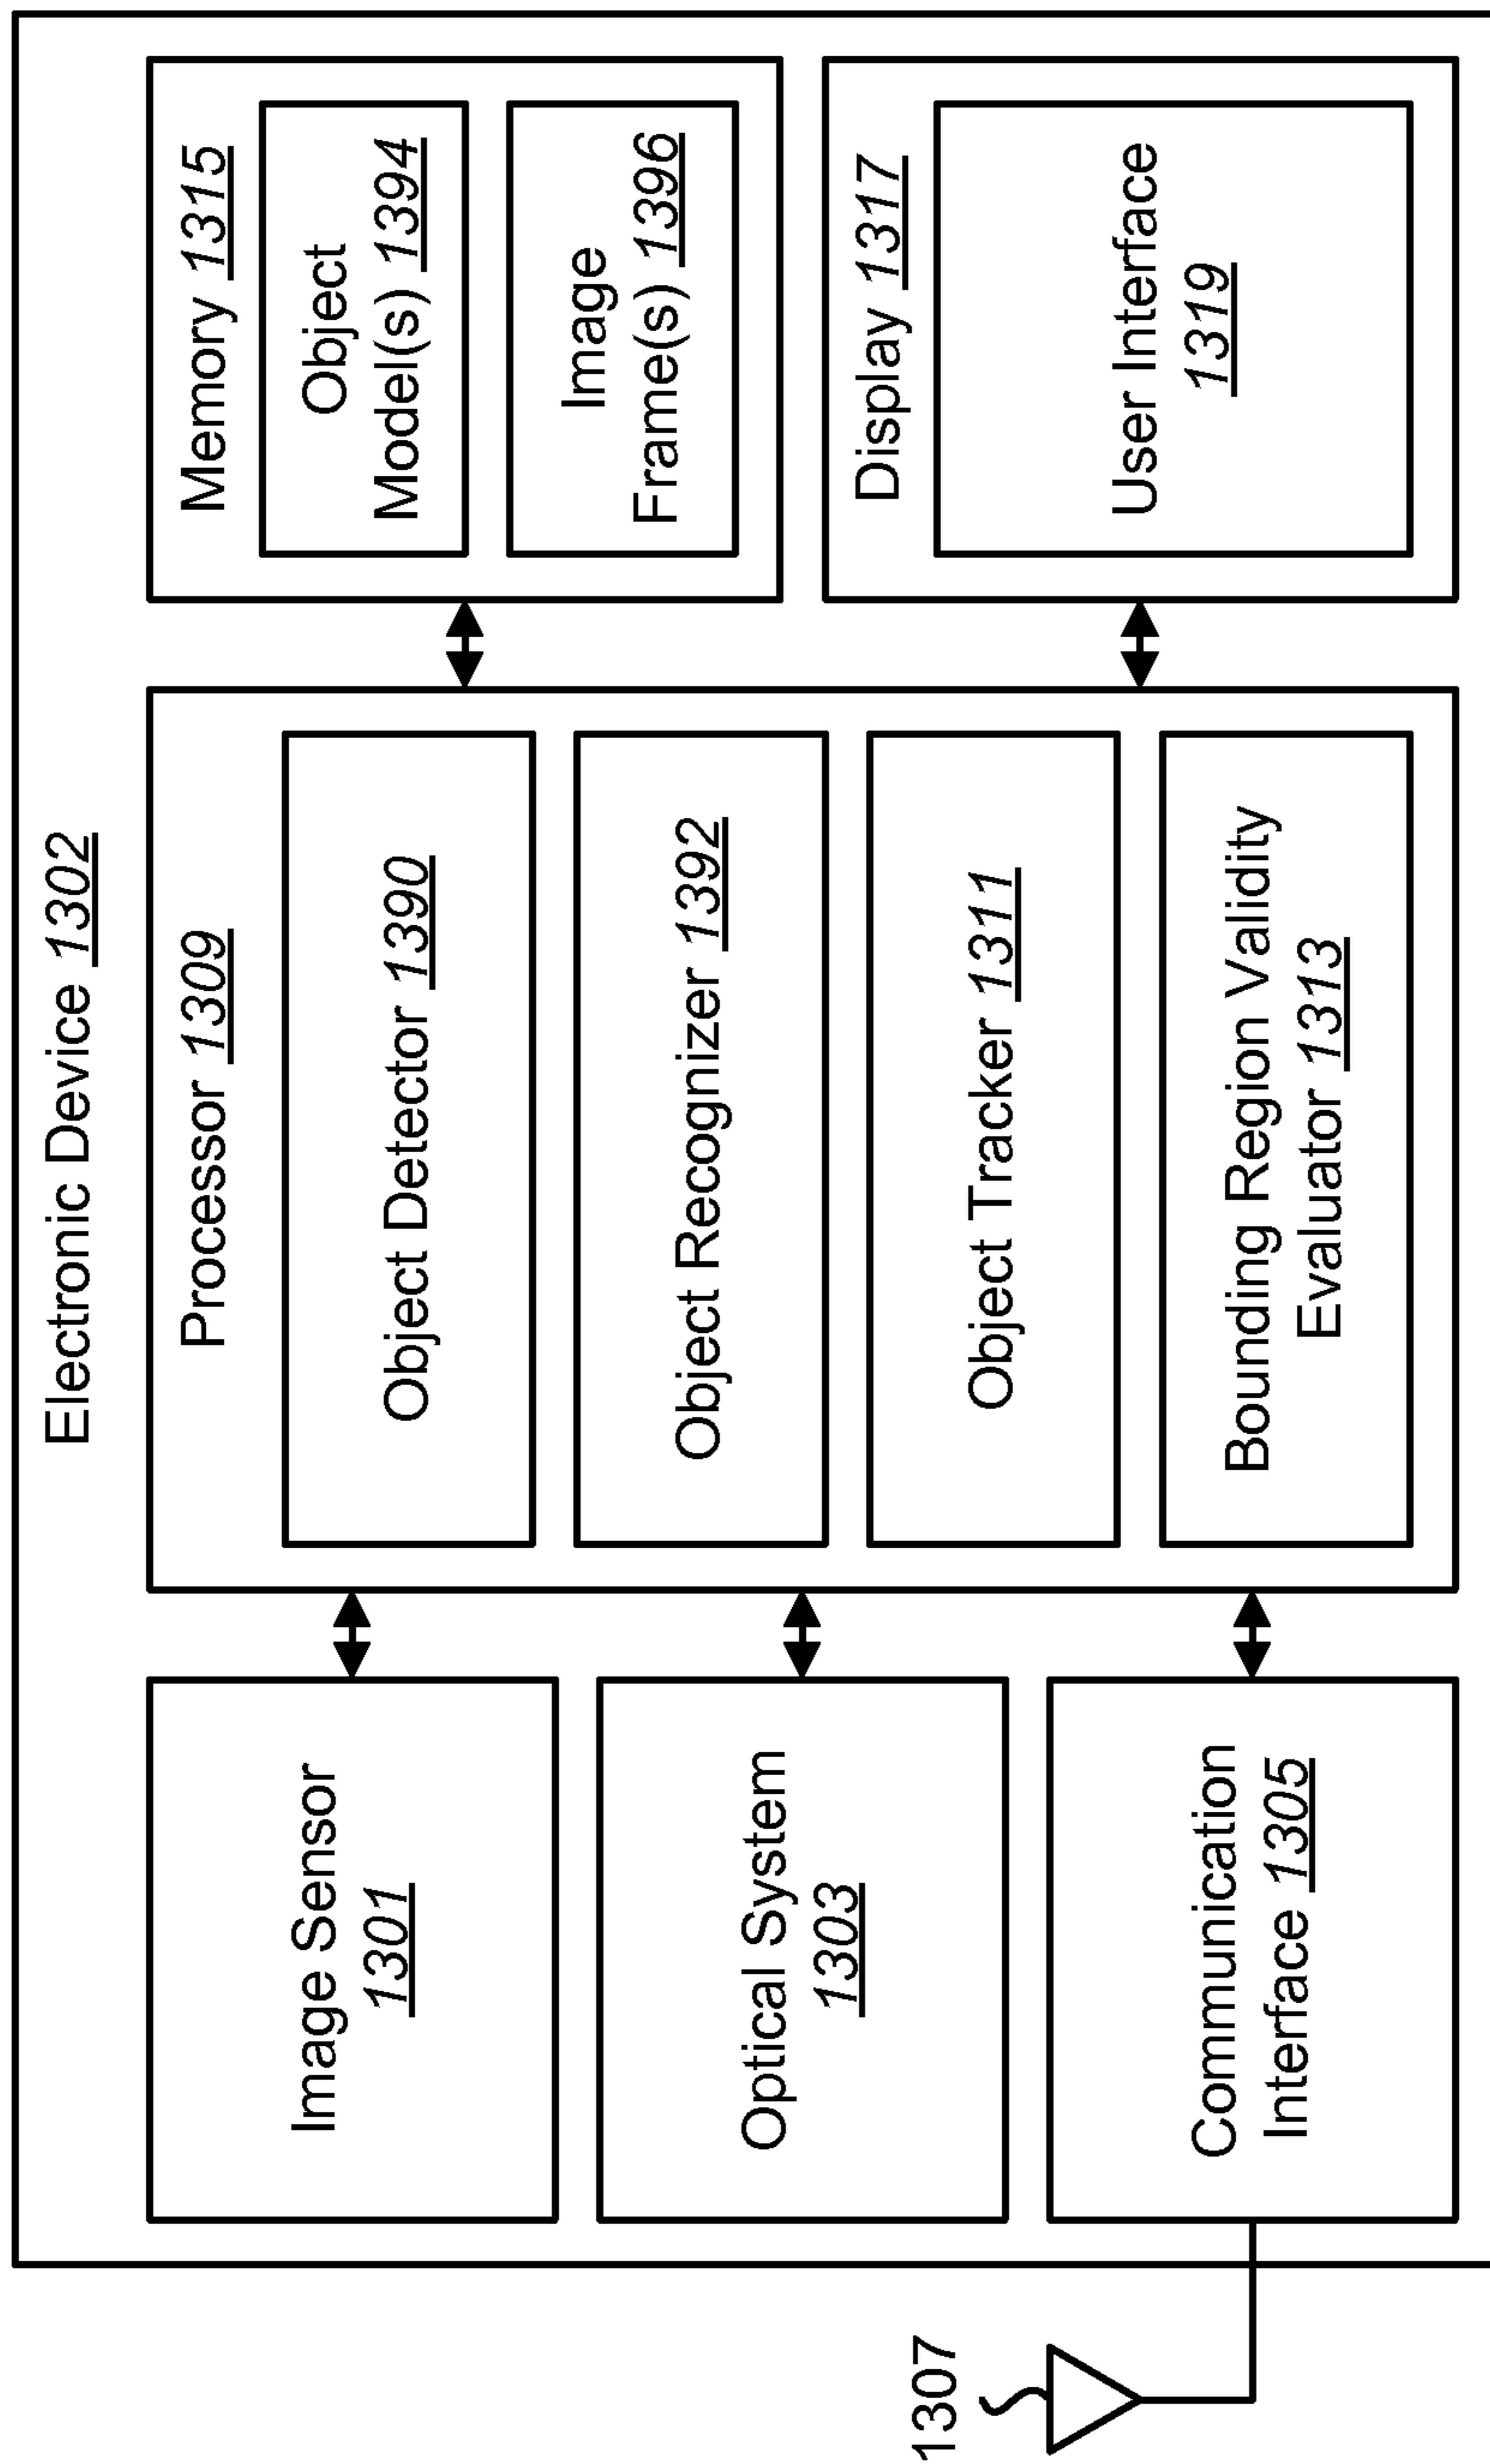 Electronic Device 1302
Image Sensor
1301
Optical System
1303
Communication
Interface 1305
1307
Processor 1309
Object Detector 1390
Object Recognizer 1392
Object Tracker 1311
Bounding Region Validity
Evaluator 1313
Memory 1315
Object
Model(s) 1394
Image
Frame(s) 1396
Display 1317
User Interface
1319